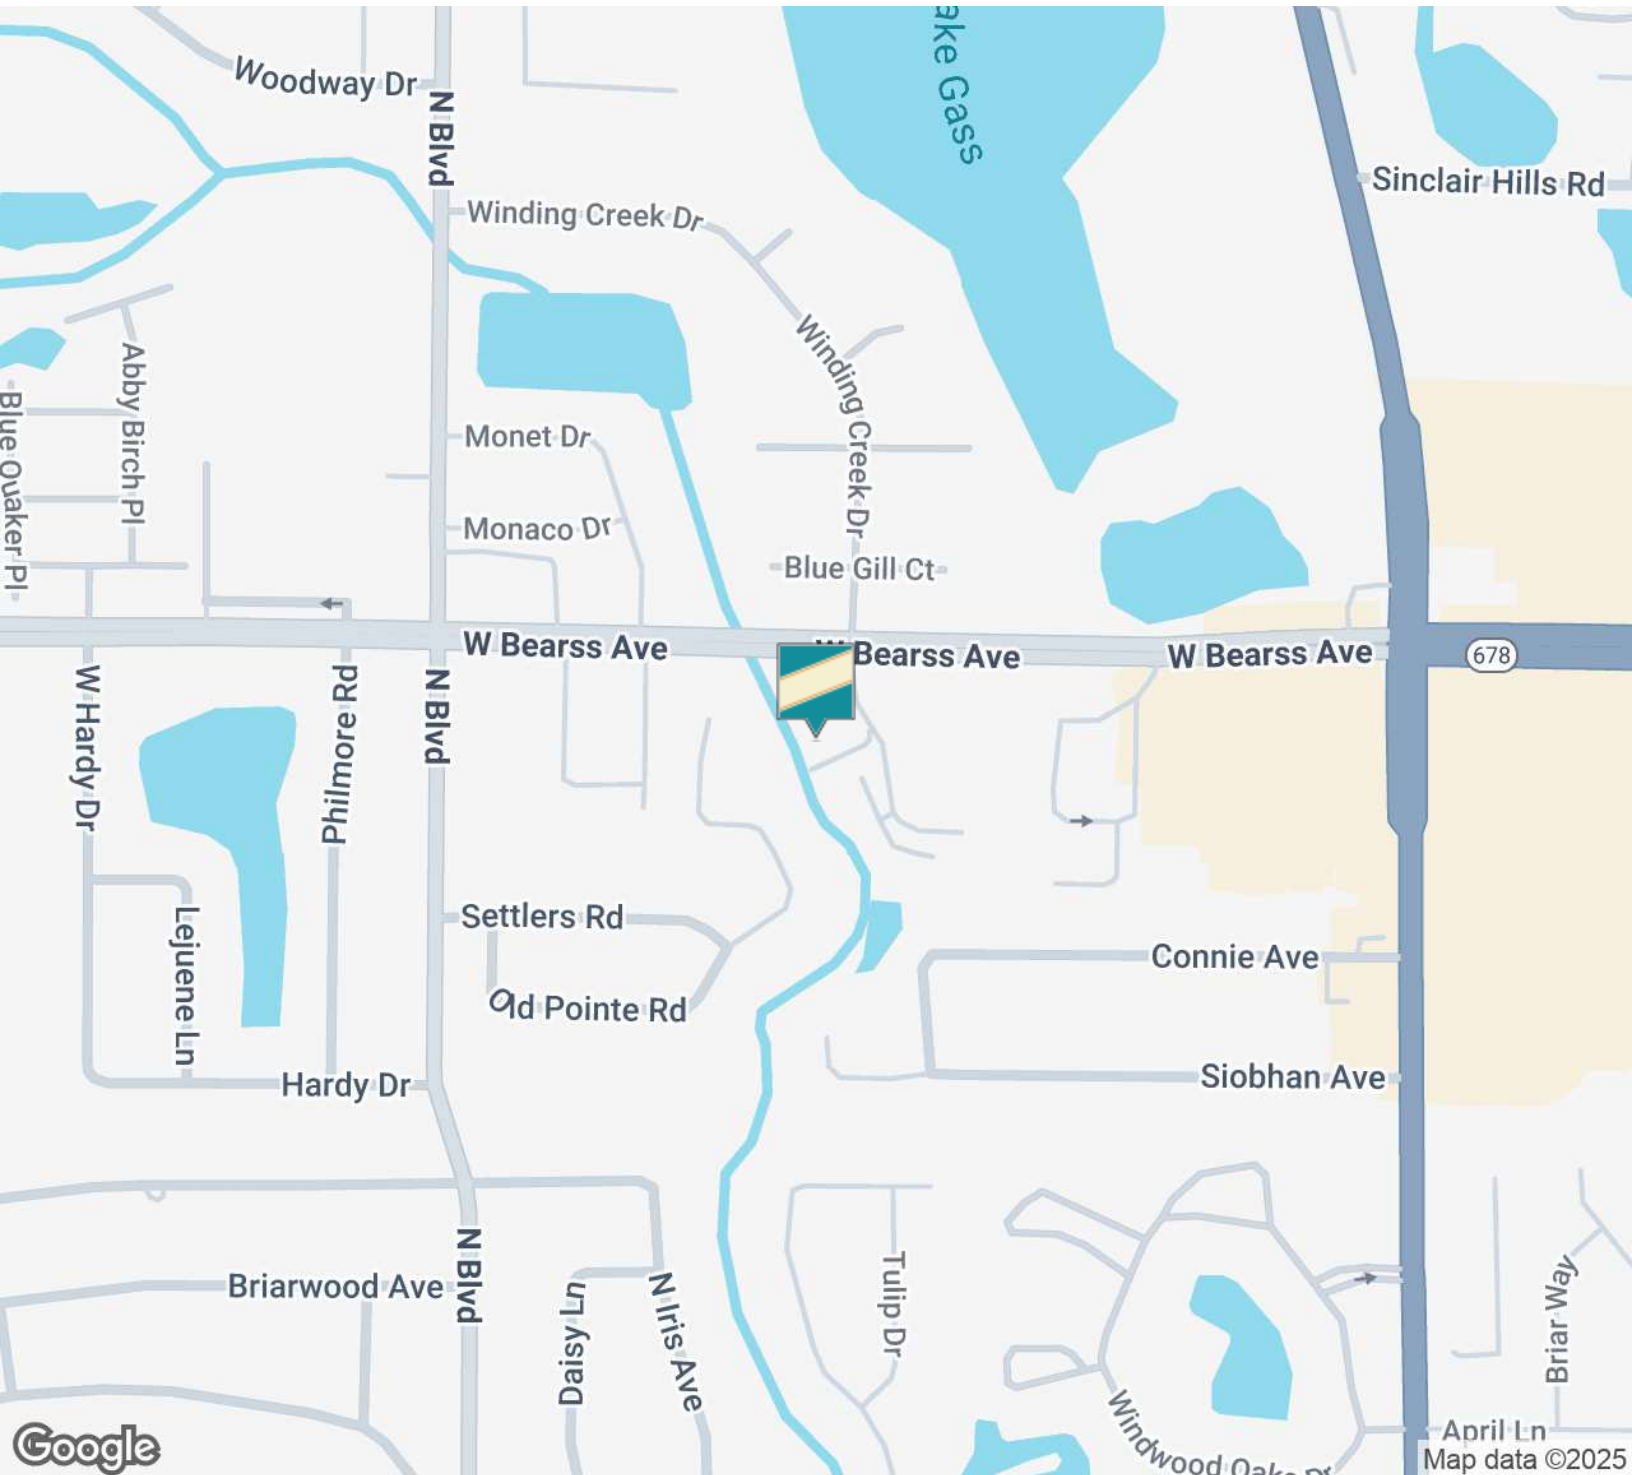 ake Gass
Woodway Dr
N Blvd
Sinclair Hills Rd
Winding Creek Dr
Winding Creek Dr
Abby Birch Pl
Blue Quaker Pl
Monet Dr
Monaco Dr
Blue Gill Ct
W Bearss Ave
W Bearss Ave
W Bearss Ave
678
W Hardy Dr
Philmore Rd
N Blvd
Lejuene Ln
Settlers Rd
Old Pointe Rd
Connie Ave
Hardy Dr
Siobhan Ave
Briarwood Ave
N Blvd
Daisy Ln
N Iris Ave
Tulip Dr
Briar Way
Windwood Oaks Dr
April Ln
Google
Map data ©2025